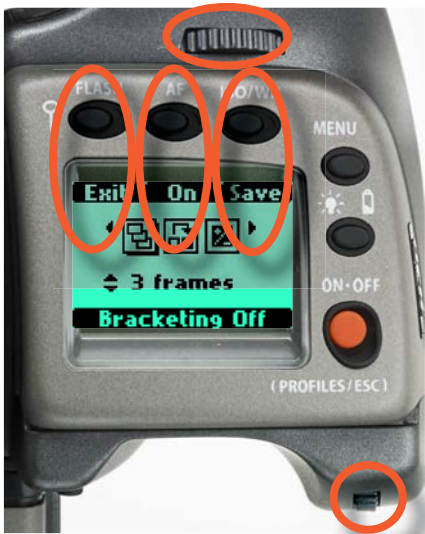 FLASH AF
MENU
Exit On Save
3 frames
ON·OFF
Bracketing Off
(PROFILES/ESC)